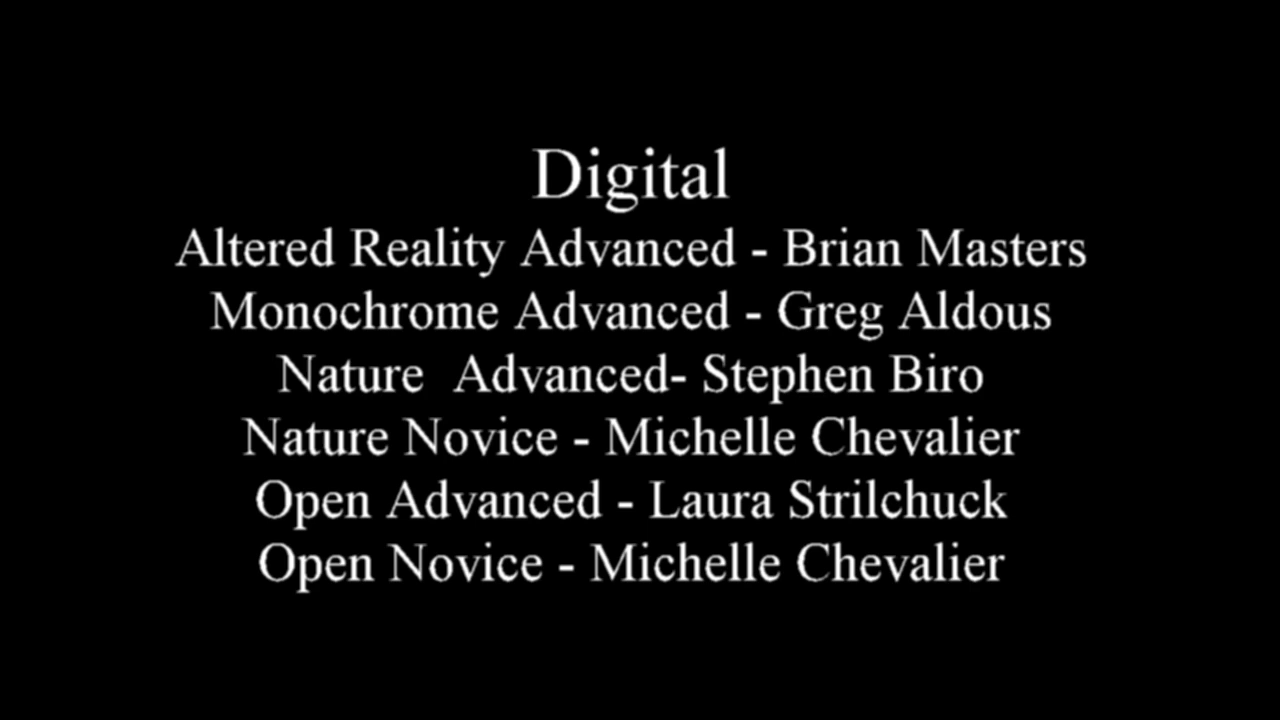 Digital
Altered Reality Advanced - Brian Masters
Monochrome Advanced - Greg Aldous
Nature  Advanced- Stephen Biro
Nature Novice - Michelle Chevalier
Open Advanced - Laura Strilchuck
Open Novice - Michelle Chevalier